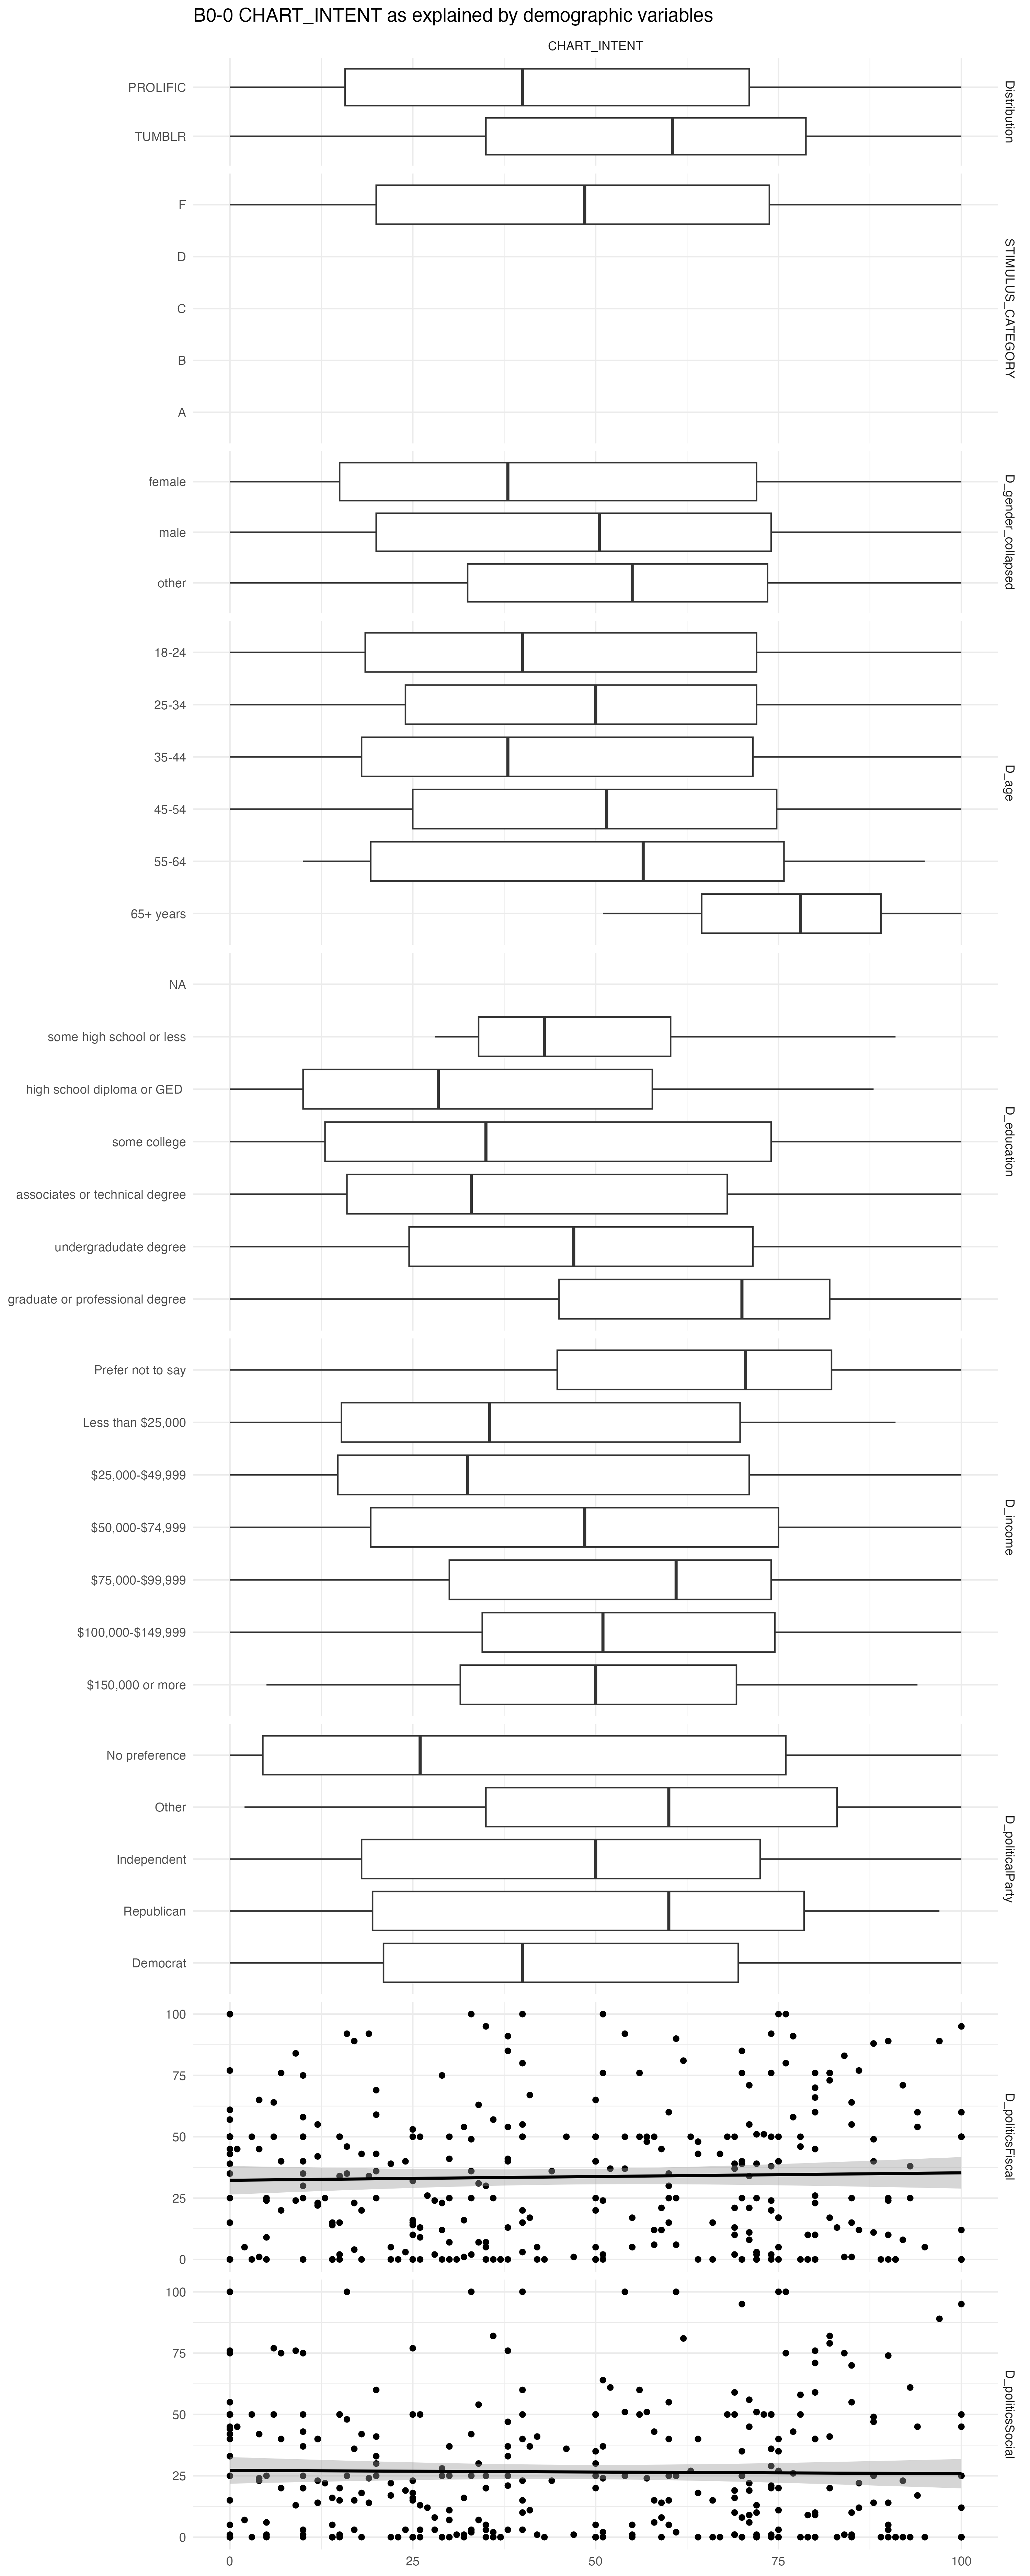 B0-0 CHART_INTENT as explained by demographic variables
CHART_INTENT
PROLIFIC
TUMBLR
Distribution
F
D
C
B
A
STIMULUS_CATEGORY
female
male
other
D_gender_collapsed
18-24
25-34
35-44
45-54
55-64
65+ years
D_age
NA
some high school or less
high school diploma or GED
some college
associates or technical degree
undergradudate degree
graduate or professional degree
D_education
Prefer not to say
Less than $25,000
$25,000-$49,999
$50,000-$74,999
$75,000-$99,999
$100,000-$149,999
$150,000 or more
D_income
No preference
Other
Independent
Republican
Democrat
D_politicalParty
100
75
50
25
0
D_politicsFiscal
100
75
50
25
0
D_politicsSocial
0 25 50 75 100